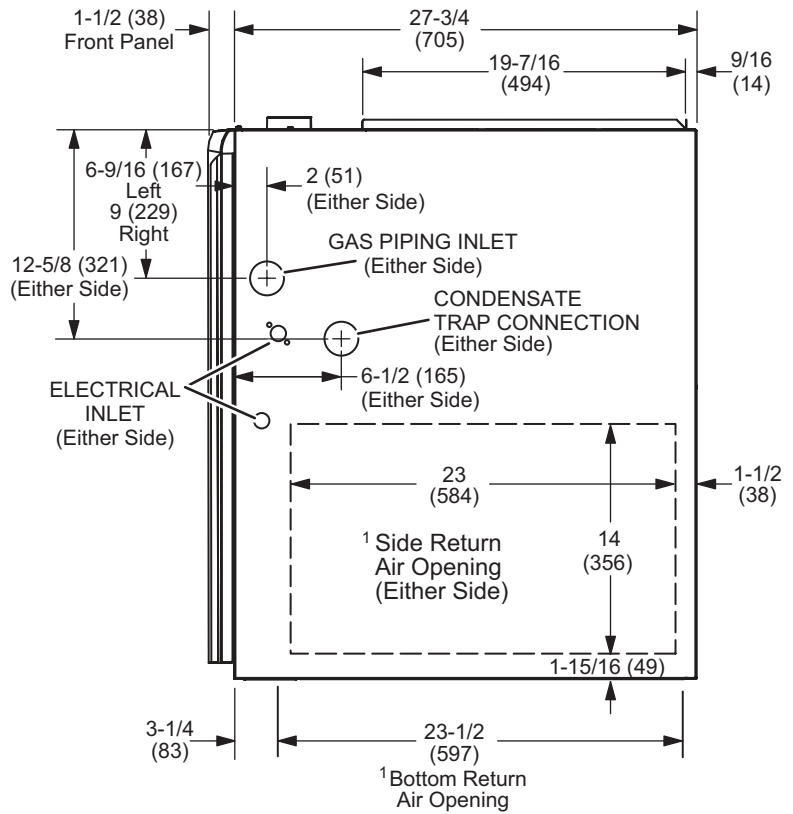 1-1/2 (38)
Front Panel
27-3/4
(705)
19-7/16
(494)
9/16
(14)
6-9/16 (167)
Left
9 (229)
Right
2 (51)
(Either Side)
12-5/8 (321)
(Either Side)
GAS PIPING INLET
(Either Side)
CONDENSATE
TRAP CONNECTION
(Either Side)
6-1/2 (165)
(Either Side)
ELECTRICAL
INLET
(Either Side)
23
(584)
1-1/2
(38)
1 Side Return
Air Opening
(Either Side)
14
(356)
1-15/16 (49)
3-1/4
(83)
23-1/2
(597)
1 Bottom Return
Air Opening